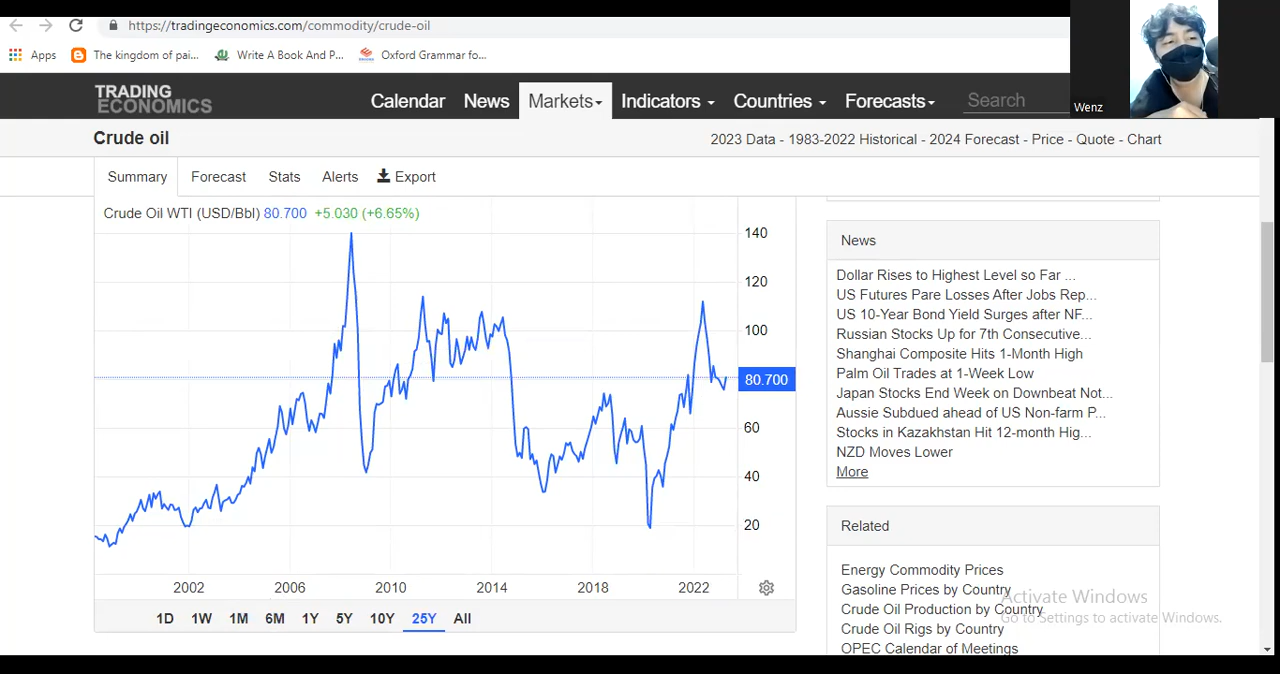 https://tradingeconomics.com/commodity/crude-oil
Apps The kingdom of pai... Write A Book And P... Oxford Grammar fo...
Wenz
TRADING
ECONOMICS
Calendar News Markets Indicators Countries Forecasts Search
Crude oil
2023 Data - 1983-2022 Historical - 2024 Forecast - Price - Quote - Chart
Summary Forecast Stats Alerts Export
Crude Oil WTI (USD/Bbl) 80.700 +5.030 (+6.65%)
140
120
100
80.700
60
40
20
2002 2006 2010 2014 2018 2022
1D 1W 1M 6M 1Y 5Y 10Y 25Y All
News
Dollar Rises to Highest Level so Far ...
US Futures Pare Losses After Jobs Rep...
US 10-Year Bond Yield Surges after NF...
Russian Stocks Up for 7th Consecutive...
Shanghai Composite Hits 1-Month High
Palm Oil Trades at 1-Week Low
Japan Stocks End Week on Downbeat Not...
Aussie Subdued ahead of US Non-farm P...
Stocks in Kazakhstan Hit 12-month Hig...
NZD Moves Lower
More
Related
Energy Commodity Prices
Gasoline Prices by Country
Crude Oil Production by Country
Crude Oil Rigs by Country
OPEC Calendar of Meetings
Activate Windows
Go to Settings to activate Windows.